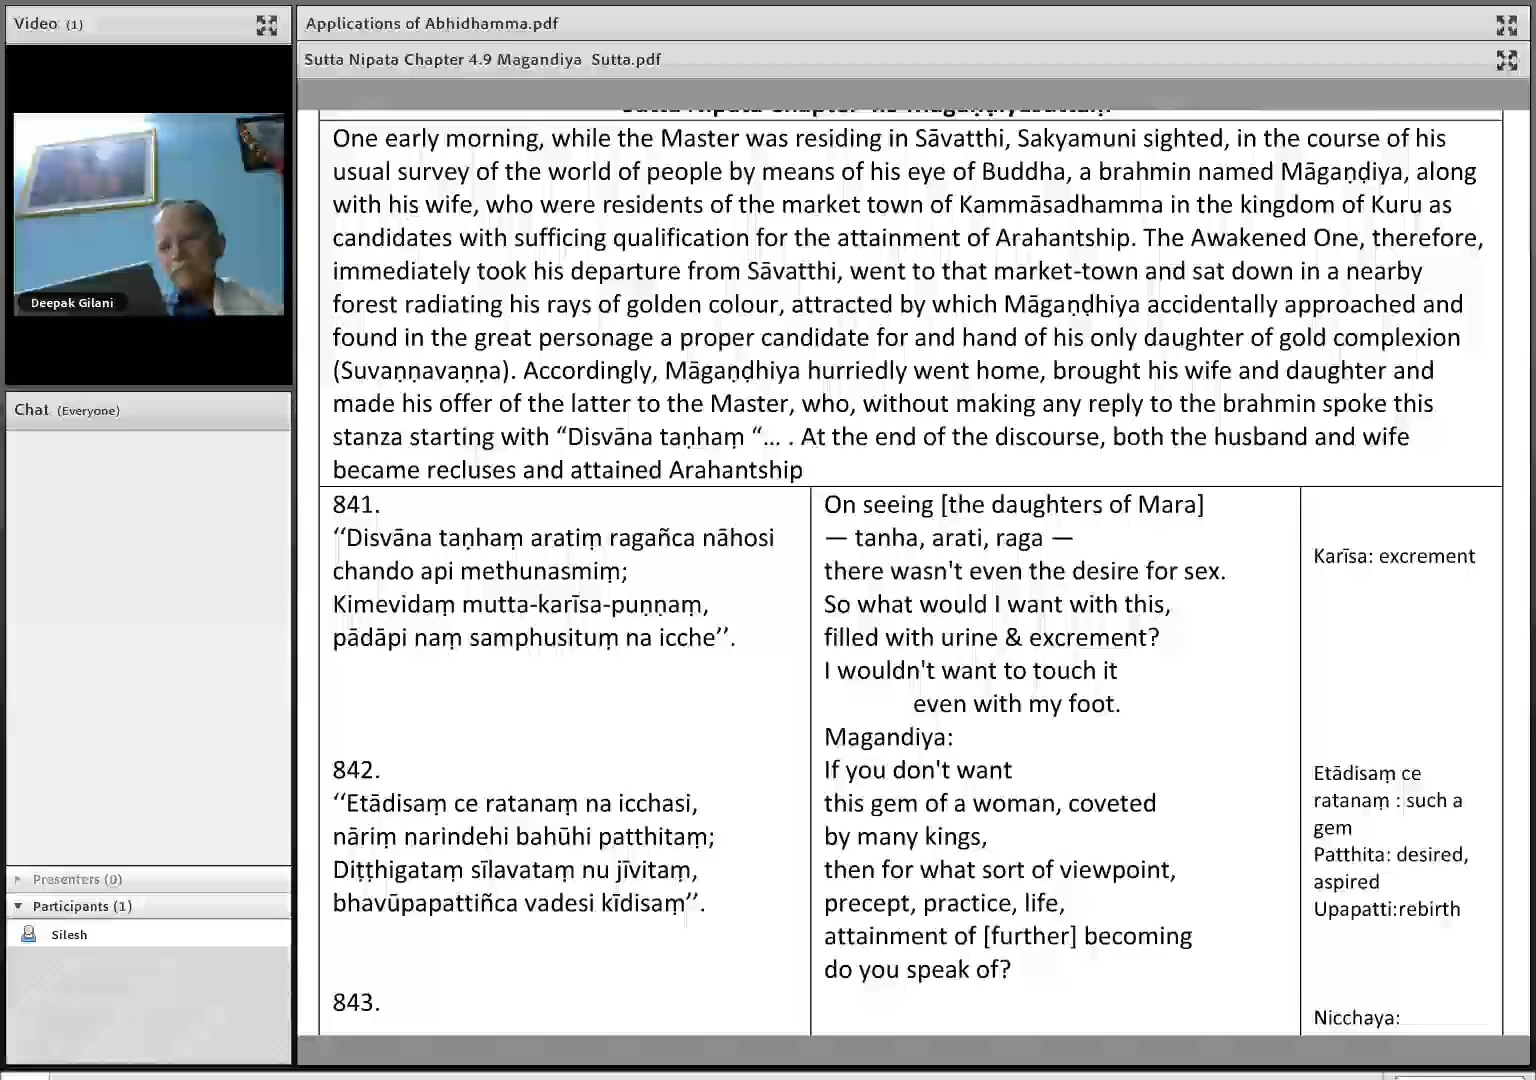 Video (1)
Applications of Abhidhamma.pdf
Sutta Nipata Chapter 4.9 Magandiya Sutta.pdf
Deepak Gilani
Chat (Everyone)
Presenters (0)
Participants (1)
Silesh
One early morning, while the Master was residing in Sāvatthi, Sakyamuni sighted, in the course of his
usual survey of the world of people by means of his eye of Buddha, a brahmin named Māgaṇḍiya, along
with his wife, who were residents of the market town of Kammāsadhamma in the kingdom of Kuru as
candidates with sufficing qualification for the attainment of Arahantship. The Awakened One, therefore,
immediately took his departure from Sāvatthi, went to that market-town and sat down in a nearby
forest radiating his rays of golden colour, attracted by which Māgaṇḍhiya accidentally approached and
found in the great personage a proper candidate for and hand of his only daughter of gold complexion
(Suvaṇṇavaṇṇa). Accordingly, Māgaṇḍhiya hurriedly went home, brought his wife and daughter and
made his offer of the latter to the Master, who, without making any reply to the brahmin spoke this
stanza starting with “Disvāna taṇhaṃ “... . At the end of the discourse, both the husband and wife
became recluses and attained Arahantship
841.
‘‘Disvāna taṇhaṃ aratiṃ ragañca nāhosi
chando api methunasmiṃ;
Kimevidaṃ mutta-karīsa-puṇṇaṃ,
pādāpi naṃ samphusituṃ na icche’’.
842.
‘‘Etādisaṃ ce ratanaṃ na icchasi,
nāriṃ narindehi bahūhi patthitaṃ;
Diṭṭhigataṃ sīlavataṃ nu jīvitaṃ,
bhavūpapattiñca vadesi kīdisaṃ’’.
843.
On seeing [the daughters of Mara]
— tanha, arati, raga —
there wasn't even the desire for sex.
So what would I want with this,
filled with urine & excrement?
I wouldn't want to touch it
even with my foot.
Magandiya:
If you don't want
this gem of a woman, coveted
by many kings,
then for what sort of viewpoint,
precept, practice, life,
attainment of [further] becoming
do you speak of?
Karīsa: excrement
Etādisaṃ ce
ratanaṃ : such a
gem
Patthita: desired,
aspired
Upapatti:rebirth
Nicchaya: